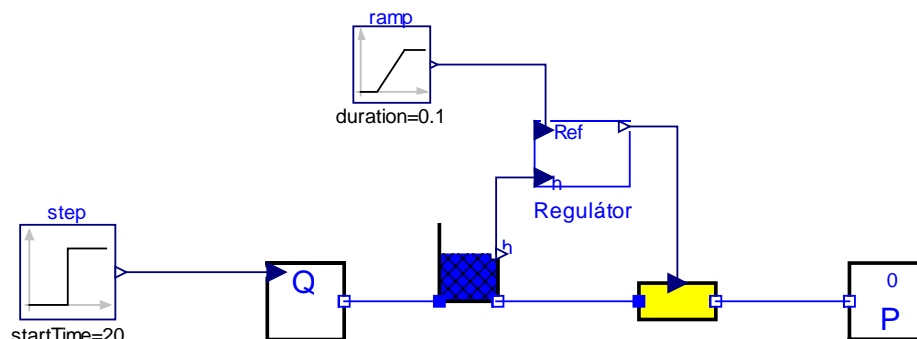 ramp
duration=0.1
Ref
h
Regulátor
step
h
Q
0
P
startTime=20